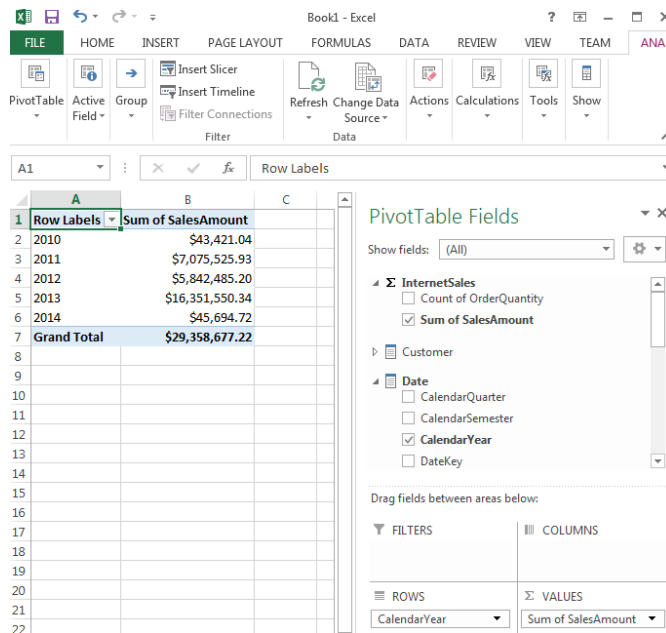 Book1 - Excel
?
FILE HOME INSERT PAGE LAYOUT FORMULAS DATA REVIEW VIEW TEAM ANA
PivotTable
Active Field
Group
Insert Slicer
Insert Timeline
Filter Connections
Filter
Refresh
Change Data Source
Data
Actions
Calculations
Tools
Show
A1 fx Row Labels
A B C
1 Row Labels Sum of SalesAmount
2 2010 $43,421.04
3 2011 $7,075,525.93
4 2012 $5,842,485.20
5 2013 $16,351,550.34
6 2014 $45,694.72
7 Grand Total $29,358,677.22
8
9
10
11
12
13
14
15
16
17
18
19
20
21
22
PivotTable Fields
Show fields: (All)
Σ InternetSales
Count of OrderQuantity
Sum of SalesAmount
Customer
Date
CalendarQuarter
CalendarSemester
CalendarYear
DateKey
Drag fields between areas below:
FILTERS
COLUMNS
ROWS
Σ VALUES
CalendarYear
Sum of SalesAmount